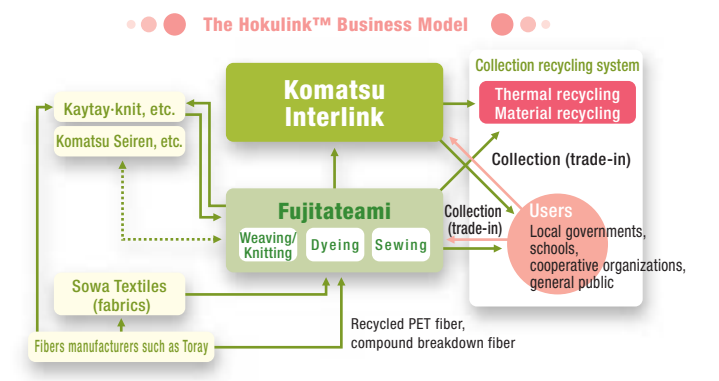 The Hokulink™ Business Model
Collection recycling system
Komatsu
Interlink
Thermal recycling
Material recycling
Kaytay·knit, etc.
Komatsu Seiren, etc.
Collection (trade-in)
Fujitateami
Weaving/
Knitting
Dyeing
Sewing
Collection
(trade-in)
Users
Local governments,
schools,
cooperative organizations,
general public
Sowa Textiles
(fabrics)
Fibers manufacturers such as Toray
Recycled PET fiber,
compound breakdown fiber